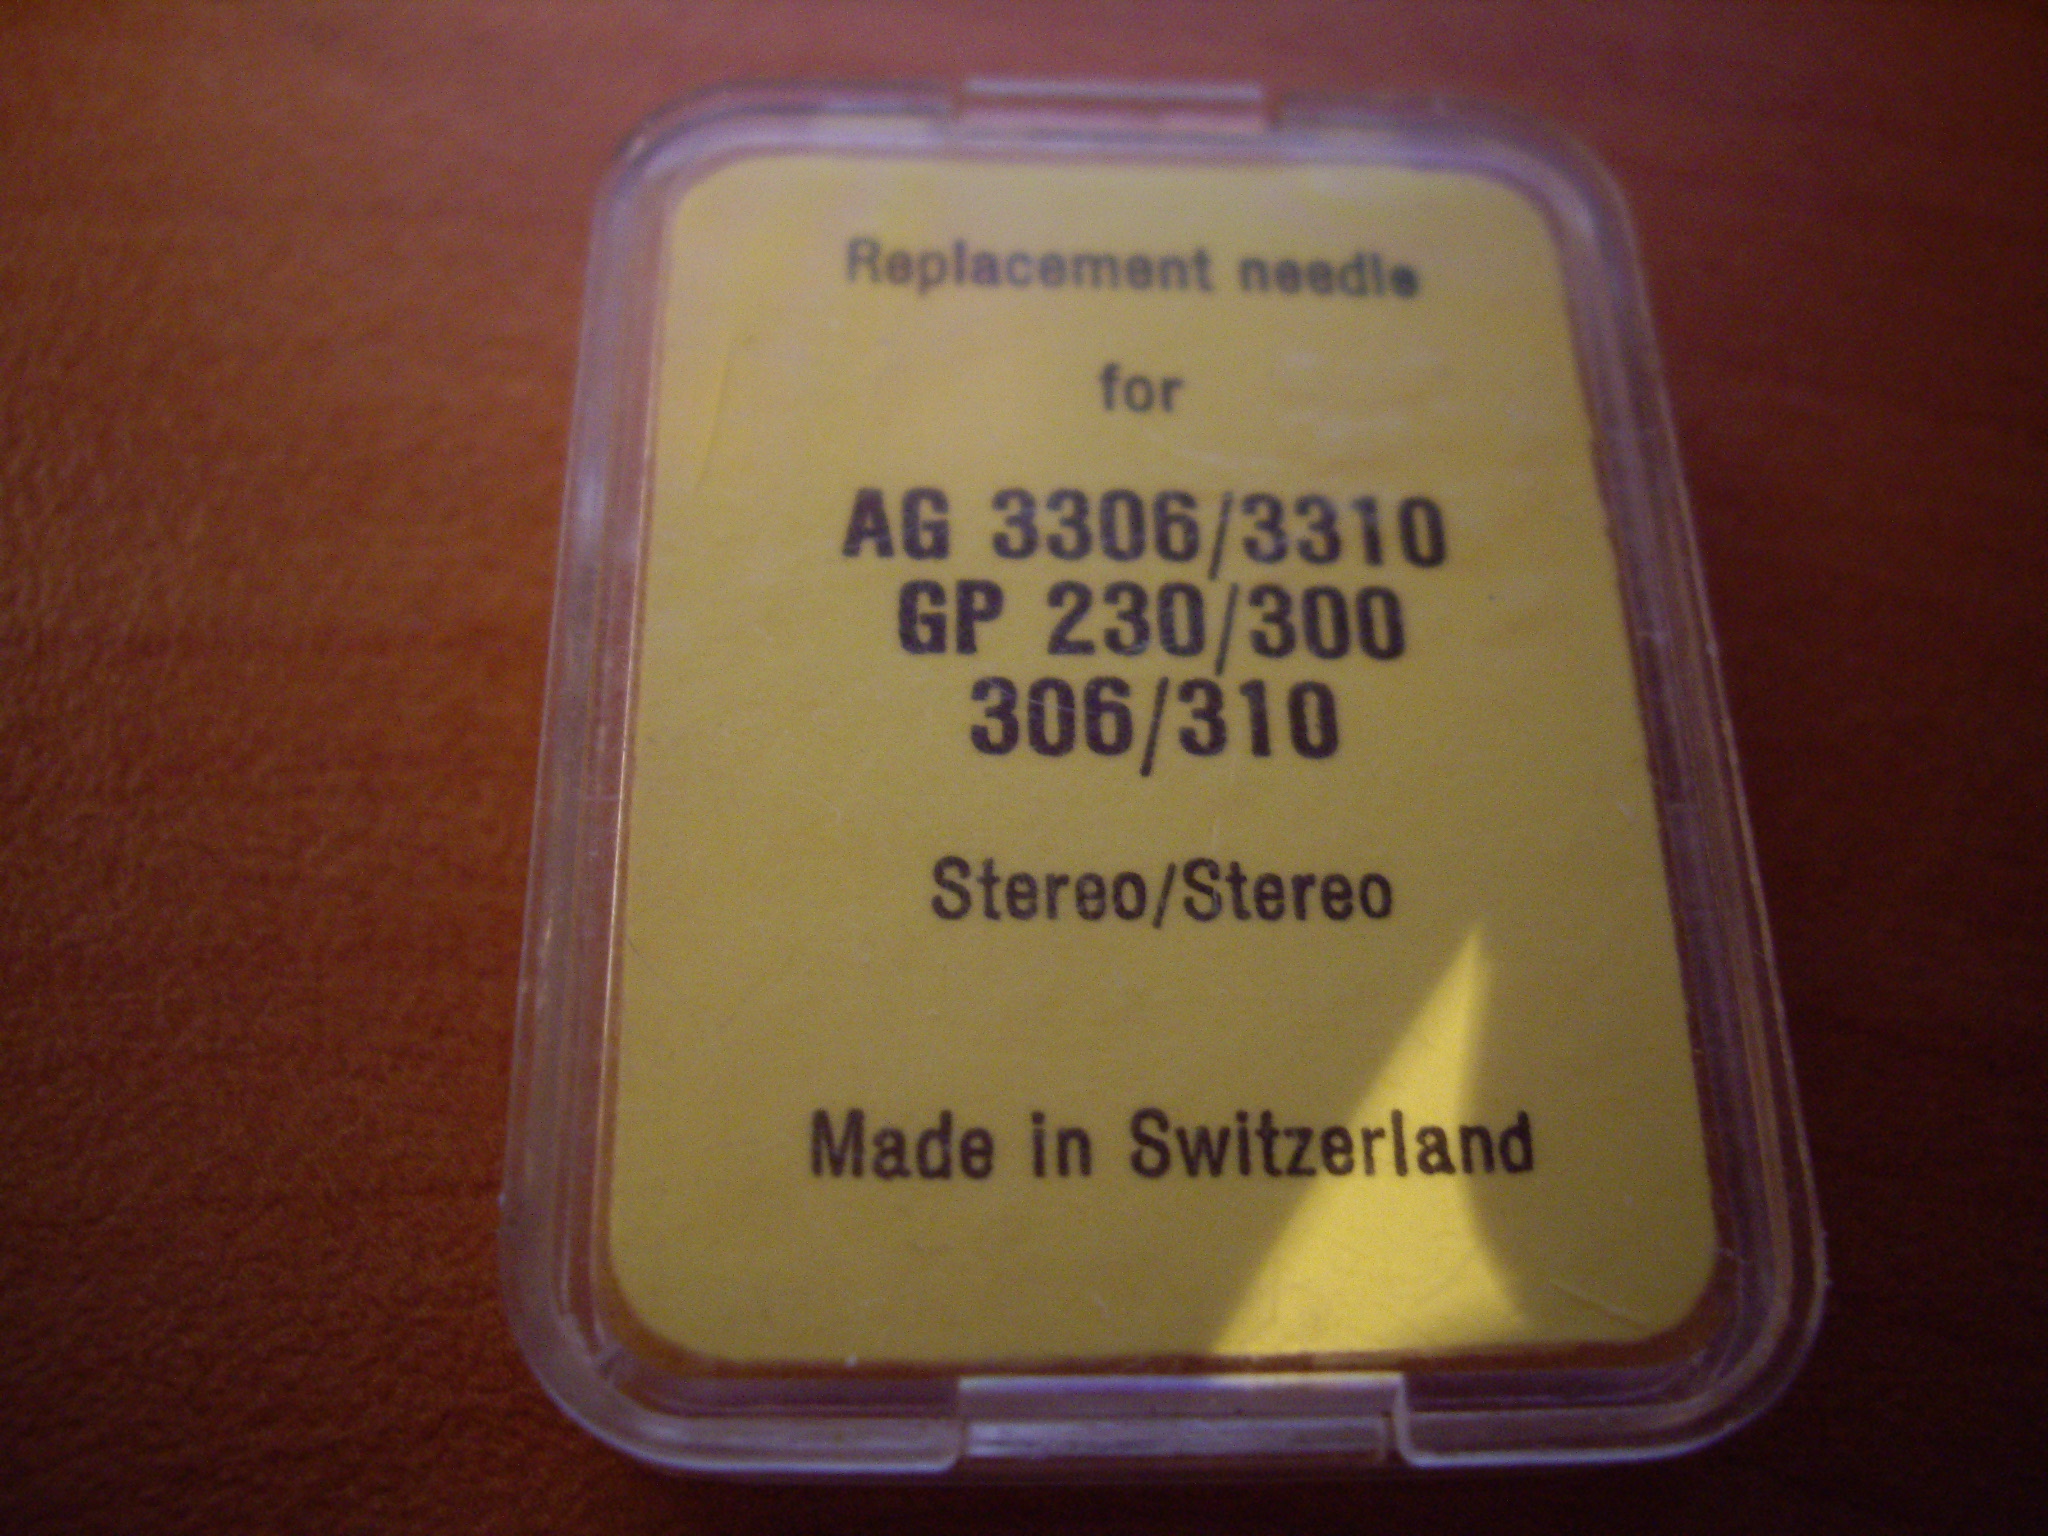 Replacement needle
for
AG 3306/3310
GP 230/300
306/310
Stereo/Stereo
Made in Switzerland